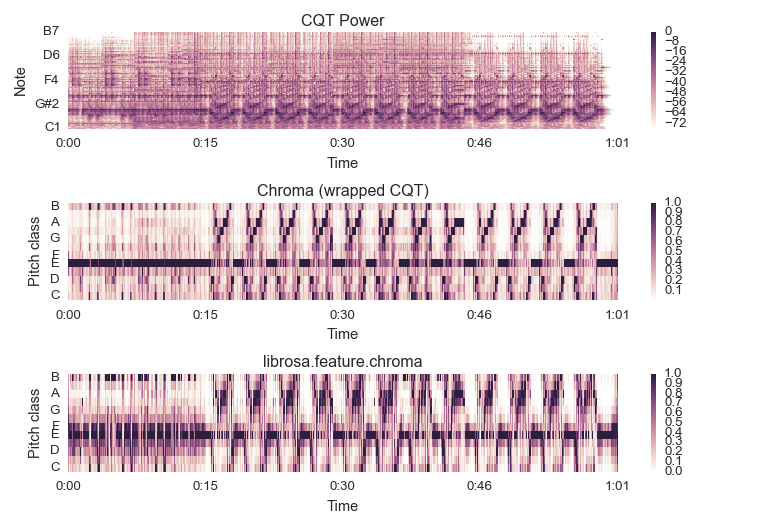 CQT Power
B7
D6
F4
G#2
C1
Note
0:00 0:15 0:30 0:46 1:01
Time
0
−8
−16
−24
−32
−40
−48
−56
−64
−72
Chroma (wrapped CQT)
B
A
G
F
E
D
C
Pitch class
0:00 0:15 0:30 0:46 1:01
Time
1.0
0.9
0.8
0.7
0.6
0.5
0.4
0.3
0.2
0.1
librosa.feature.chroma
B
A
G
F
E
D
C
Pitch class
0:00 0:15 0:30 0:46 1:01
Time
1.0
0.9
0.8
0.7
0.6
0.5
0.4
0.3
0.2
0.1
0.0